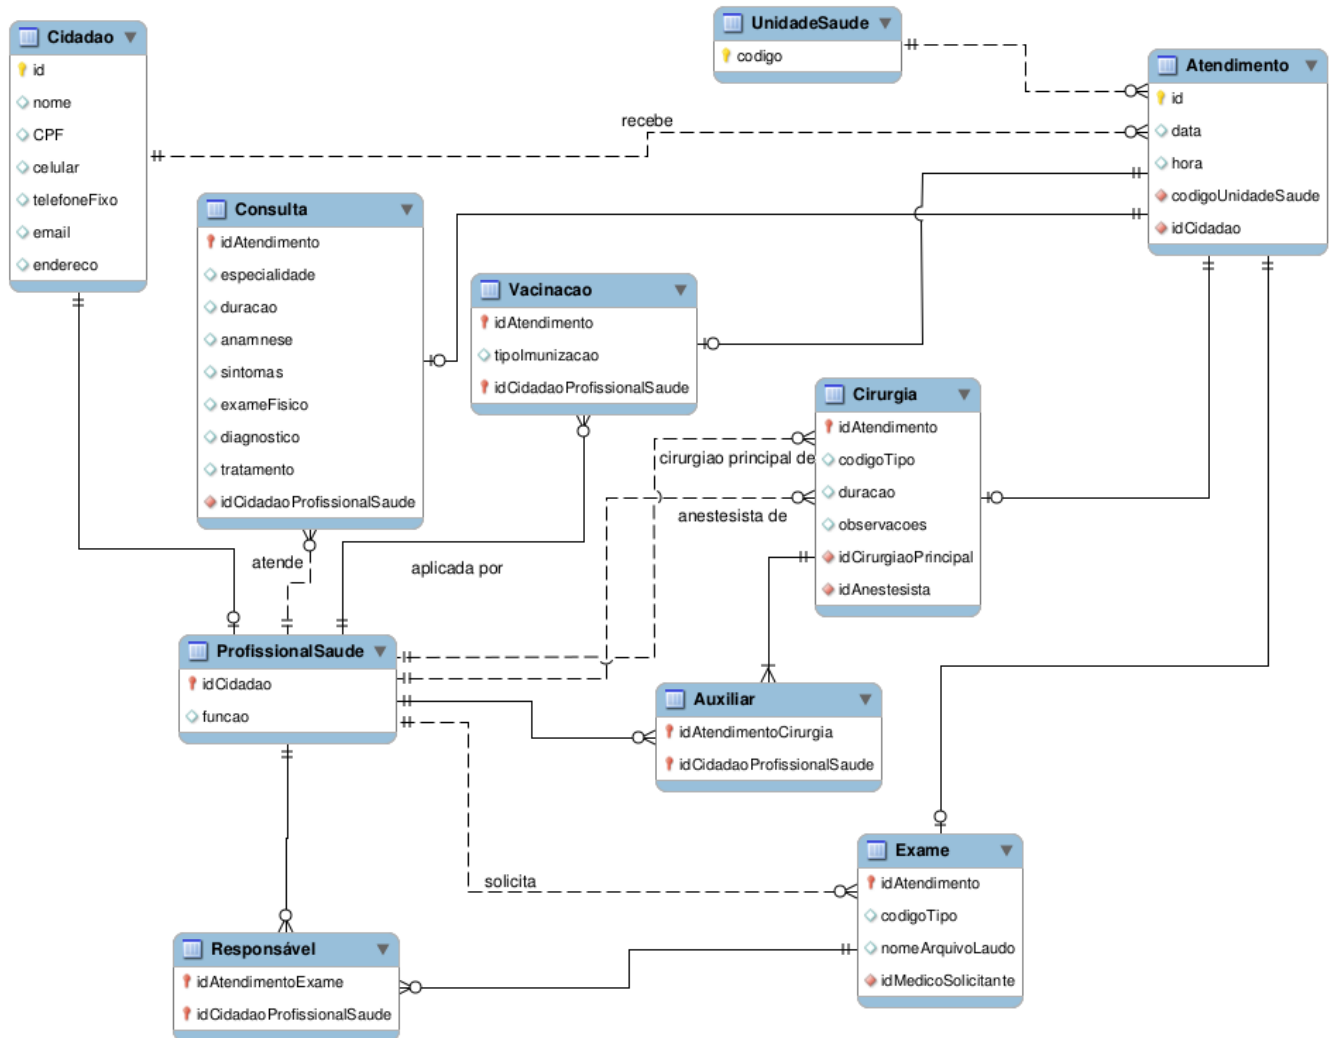 Cidadao
id
nome
CPF
celular
telefoneFixo
email
endereco
UnidadeSaude
codigo
Atendimento
id
data
hora
codigoUnidadeSaude
idCidadao
recebe
Consulta
idAtendimento
especialidade
duracao
anamnese
sintomas
exameFisico
diagnostico
tratamento
idCidadaoProfissionalSaude
Vacinacao
idAtendimento
tipoImunizacao
idCidadaoProfissionalSaude
Cirurgia
idAtendimento
codigoTipo
duracao
observacoes
idCirurgiaoPrincipal
idAnestesista
cirurgiao principal de
anestesista de
atende
aplicada por
ProfissionalSaude
idCidadao
funcao
Auxiliar
idAtendimentoCirurgia
idCidadaoProfissionalSaude
solicita
Exame
idAtendimento
codigoTipo
nomeArquivoLaudo
idMedicoSolicitante
Responsável
idAtendimentoExame
idCidadaoProfissionalSaude